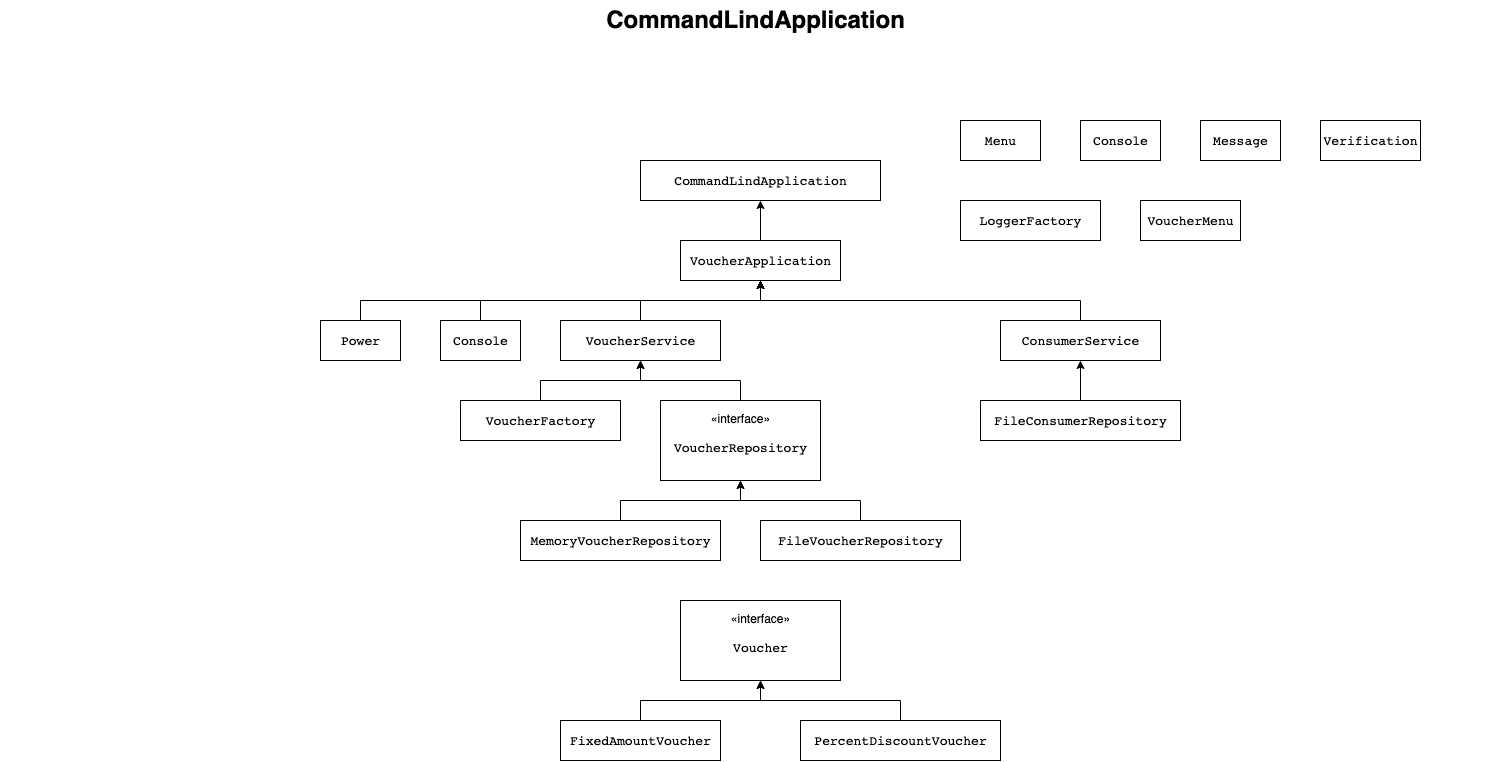 CommandLindApplication
Menu
Console
Message
Verification
CommandLindApplication
LoggerFactory
VoucherMenu
VoucherApplication
Power
Console
VoucherService
ConsumerService
VoucherFactory
«interface»
VoucherRepository
FileConsumerRepository
MemoryVoucherRepository
FileVoucherRepository
«interface»
Voucher
FixedAmountVoucher
PercentDiscountVoucher